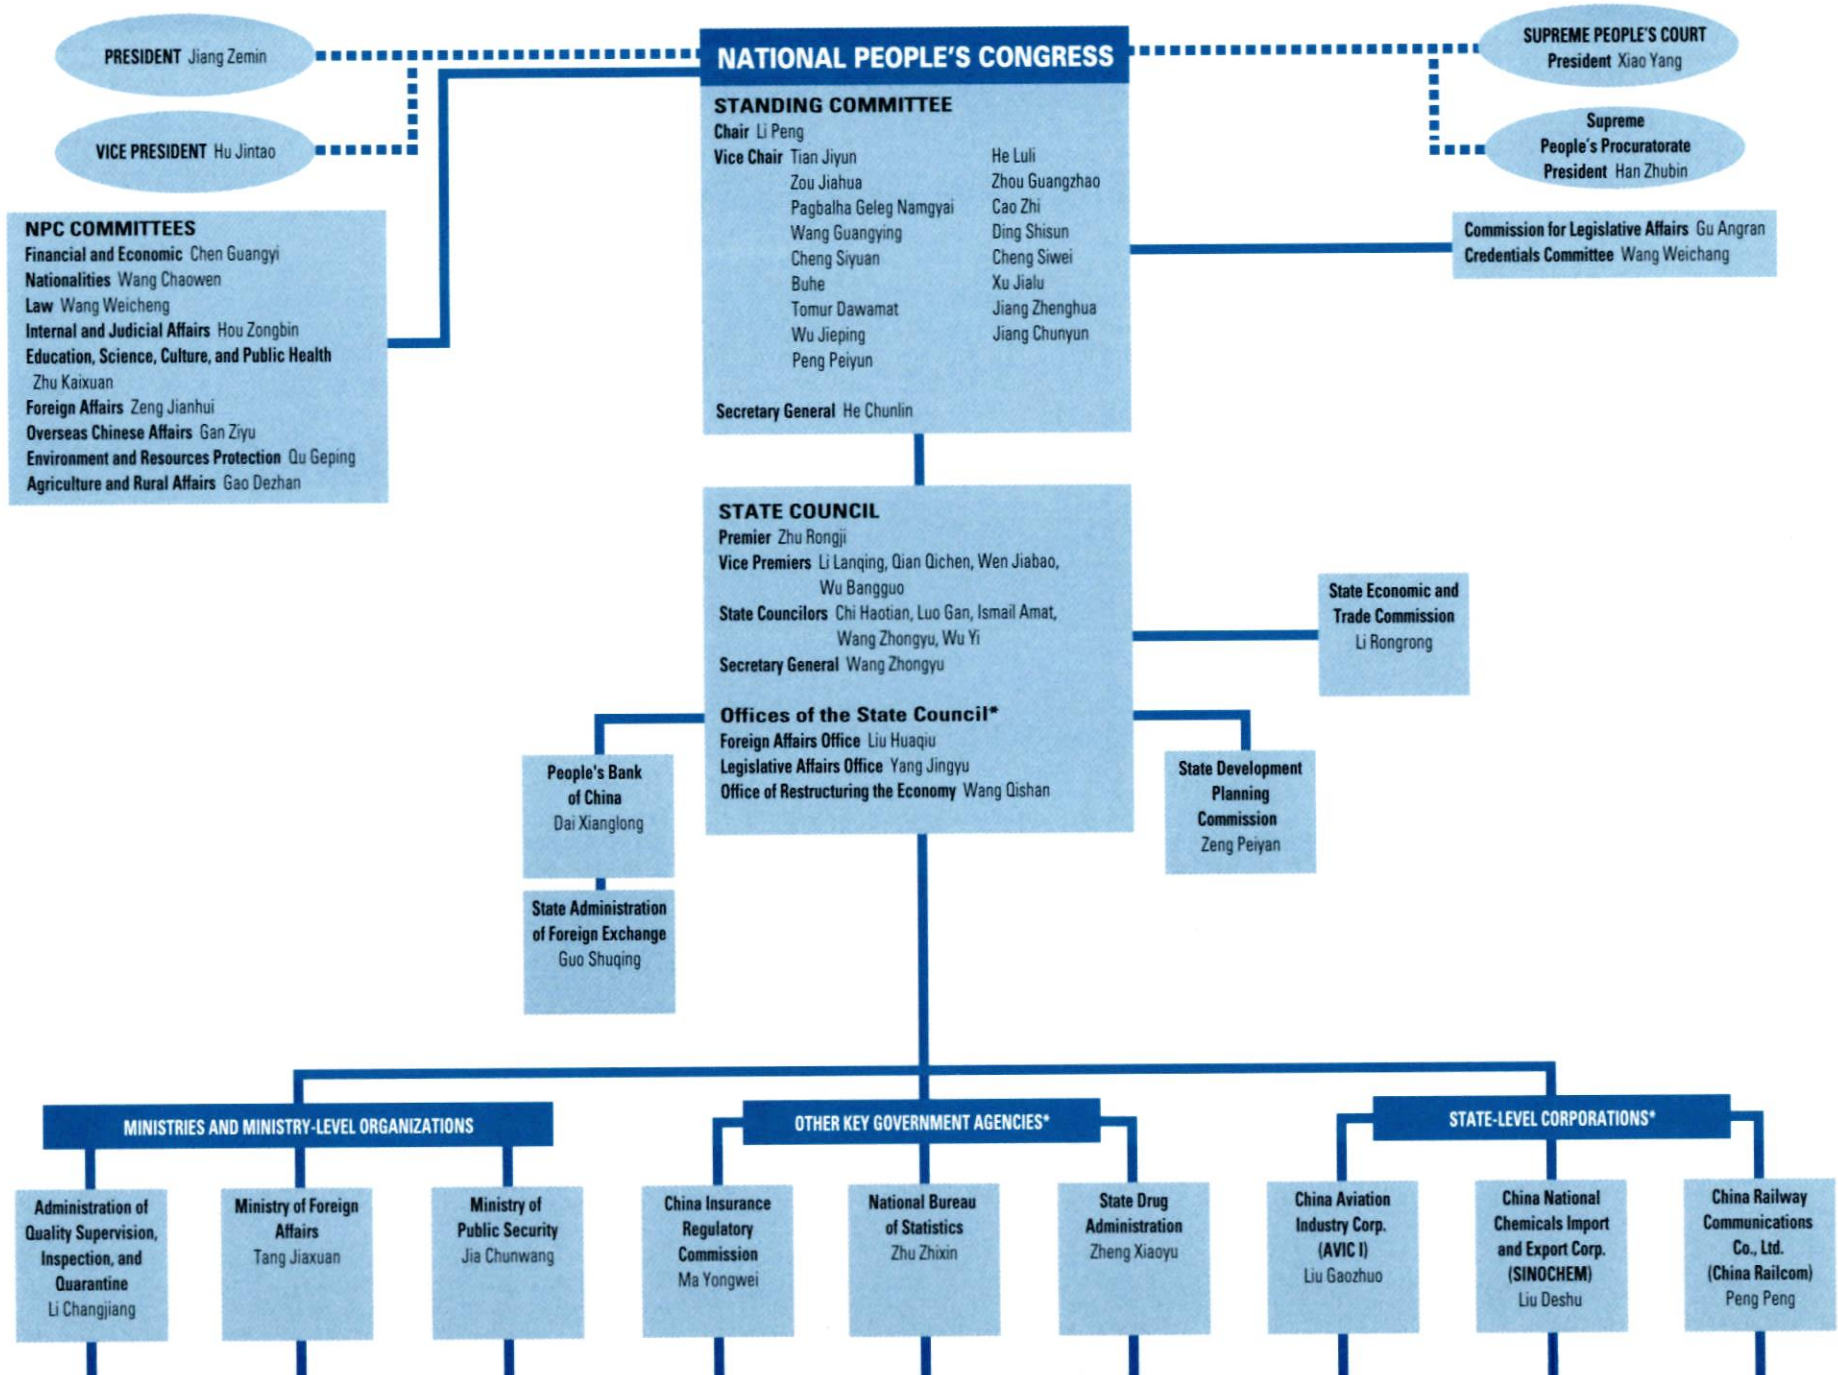 PRESIDENT Jiang Zemin
VICE PRESIDENT Hu Jintao
NATIONAL PEOPLE'S CONGRESS
STANDING COMMITTEE
Chair Li Peng
Vice Chair Tian Jiyun
Zou Jiahua
Pagbalha Geleg Namgyai
Wang Guangying
Cheng Siyuan
Buhe
Tomur Dawamat
Wu Jieping
Peng Peiyun
He Luli
Zhou Guangzhao
Cao Zhi
Ding Shisun
Cheng Siwei
Xu Jialu
Jiang Zhenghua
Jiang Chunyun
Secretary General He Chunlin
SUPREME PEOPLE'S COURT
President Xiao Yang
Supreme
People's Procuratorate
President Han Zhubin
NPC COMMITTEES
Financial and Economic Chen Guangyi
Nationalities Wang Chaowen
Law Wang Weicheng
Internal and Judicial Affairs Hou Zongbin
Education, Science, Culture, and Public Health
Zhu Kaixuan
Foreign Affairs Zeng Jianhui
Overseas Chinese Affairs Gan Ziyu
Environment and Resources Protection Qu Geping
Agriculture and Rural Affairs Gao Dezhan
Commission for Legislative Affairs Gu Angran
Credentials Committee Wang Weichang
STATE COUNCIL
Premier Zhu Rongji
Vice Premiers Li Lanqing, Qian Qichen, Wen Jiabao,
Wu Bangguo
State Councilors Chi Haotian, Luo Gan, Ismail Amat,
Wang Zhongyu, Wu Yi
Secretary General Wang Zhongyu
Offices of the State Council*
Foreign Affairs Office Liu Huaqiu
Legislative Affairs Office Yang Jingyu
Office of Restructuring the Economy Wang Qishan
State Economic and
Trade Commission
Li Rongrong
People's Bank
of China
Dai Xianglong
State Development
Planning
Commission
Zeng Peiyan
State Administration
of Foreign Exchange
Guo Shuqing
MINISTRIES AND MINISTRY-LEVEL ORGANIZATIONS
OTHER KEY GOVERNMENT AGENCIES*
STATE-LEVEL CORPORATIONS*
Administration of
Quality Supervision,
Inspection, and
Quarantine
Li Changjiang
Ministry of Foreign
Affairs
Tang Jiaxuan
Ministry of
Public Security
Jia Chunwang
China Insurance
Regulatory
Commission
Ma Yongwei
National Bureau
of Statistics
Zhu Zhixin
State Drug
Administration
Zheng Xiaoyu
China Aviation
Industry Corp.
(AVIC I)
Liu Gaozhuo
China National
Chemicals Import
and Export Corp.
(SINOCHEM)
Liu Deshu
China Railway
Communications
Co., Ltd.
(China Railcom)
Peng Peng